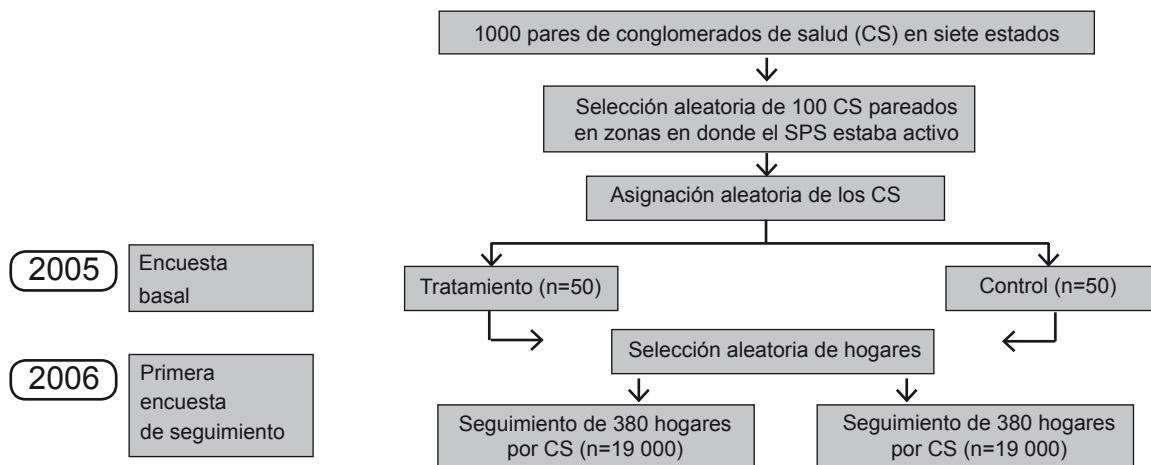 1000 pares de conglomerados de salud (CS) en siete estados
Selección aleatoria de 100 CS pareados
en zonas en donde el SPS estaba activo
Asignación aleatoria de los CS
2005
Encuesta
basal
Tratamiento (n=50)
Control (n=50)
Selección aleatoria de hogares
2006
Primera
encuesta
de seguimiento
Seguimiento de 380 hogares
por CS (n=19 000)
Seguimiento de 380 hogares
por CS (n=19 000)